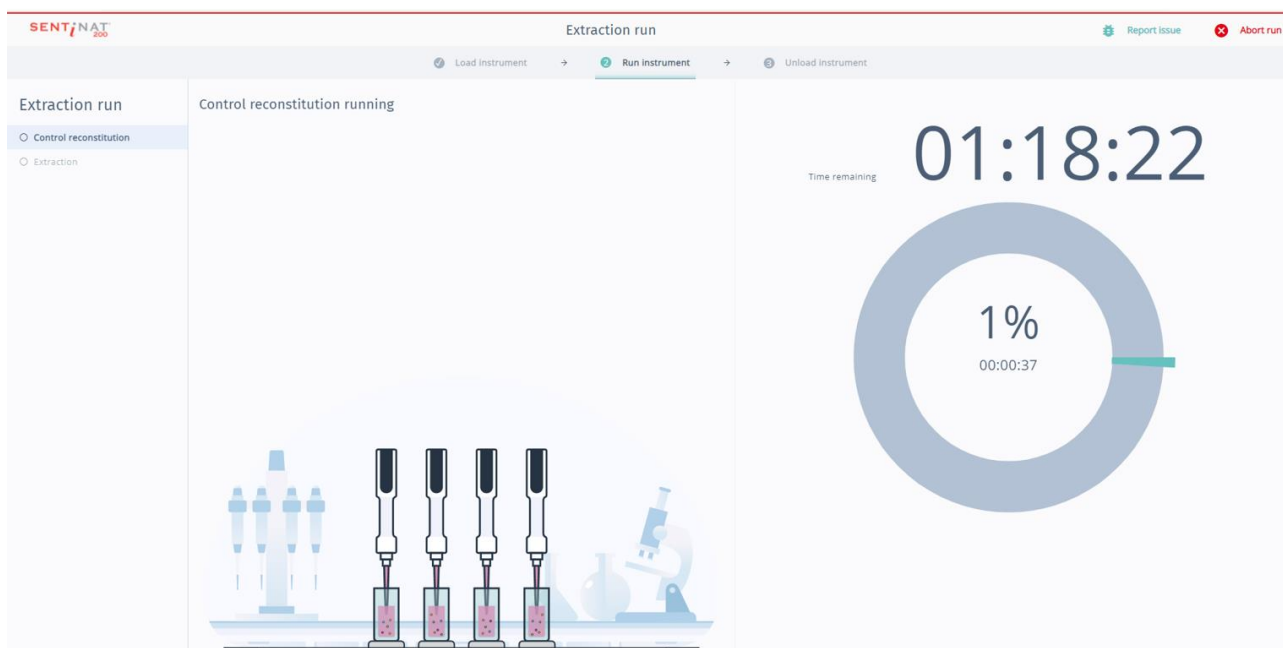 SENTiNAT
200
Extraction run
Report issue
Abort run
Load instrument
2 Run instrument
3 Unload instrument
Extraction run
Control reconstitution
Extraction
Control reconstitution running
Time remaining
01:18:22
1%
00:00:37